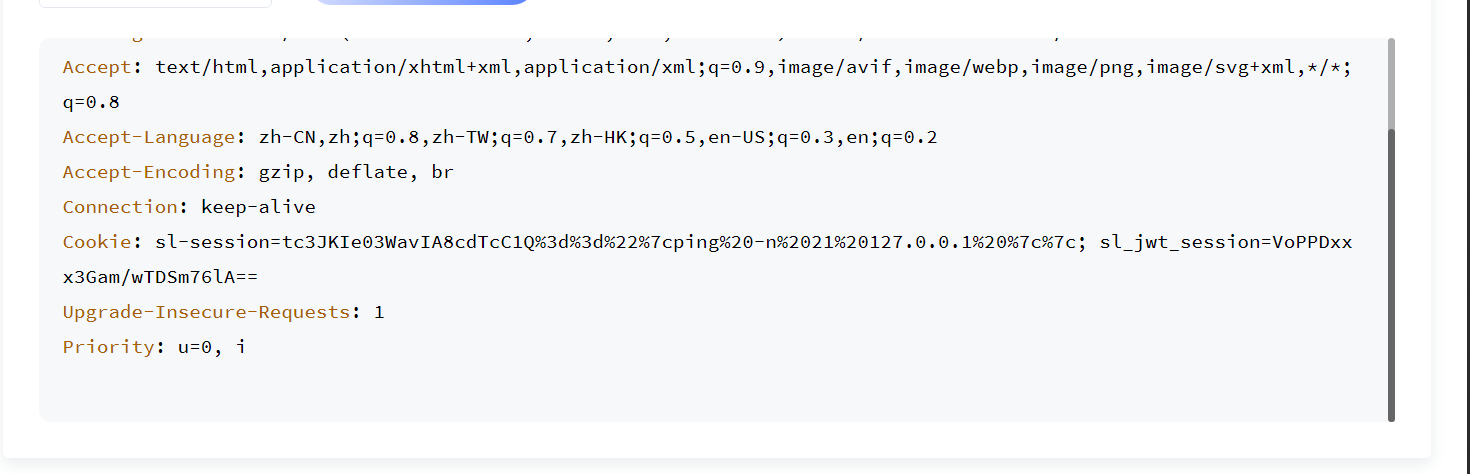 Accept: text/html,application/xhtml+xml,application/xml;q=0.9,image/avif,image/webp,image/png,image/svg+xml,*/*;
q=0.8
Accept-Language: zh-CN,zh;q=0.8,zh-TW;q=0.7,zh-HK;q=0.5,en-US;q=0.3,en;q=0.2
Accept-Encoding: gzip, deflate, br
Connection: keep-alive
Cookie: sl-session=tc3JKIe03WavIA8cdTcC1Q%3d%3d%22%7cping%20-n%2021%20127.0.0.1%20%7c%7c; sl_jwt_session=VoPPDxx
x3Gam/wTDSm76lA==
Upgrade-Insecure-Requests: 1
Priority: u=0, i